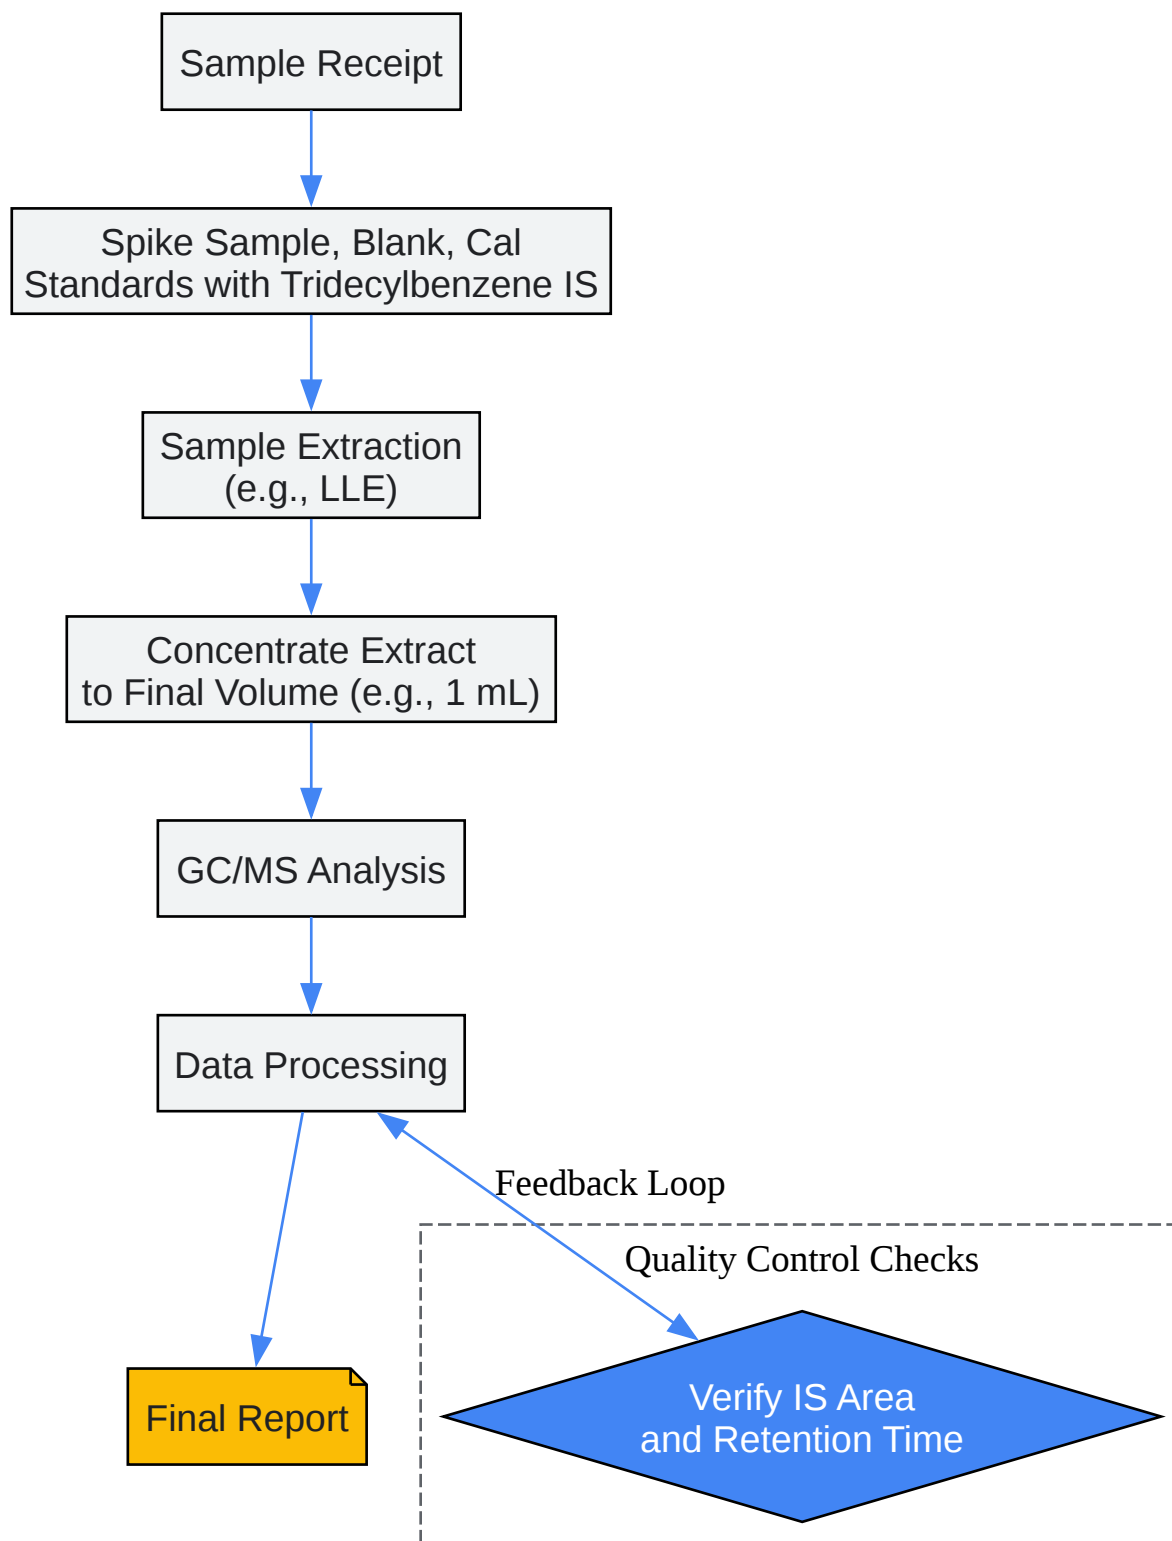 Sample Receipt
Spike Sample, Blank, Cal
Standards with Tridecylbenzene IS
Sample Extraction
(e.g., LLE)
Concentrate Extract
to Final Volume (e.g., 1 mL)
GC/MS Analysis
Data Processing
Feedback Loop
Quality Control Checks
Final Report
Verify IS Area
and Retention Time